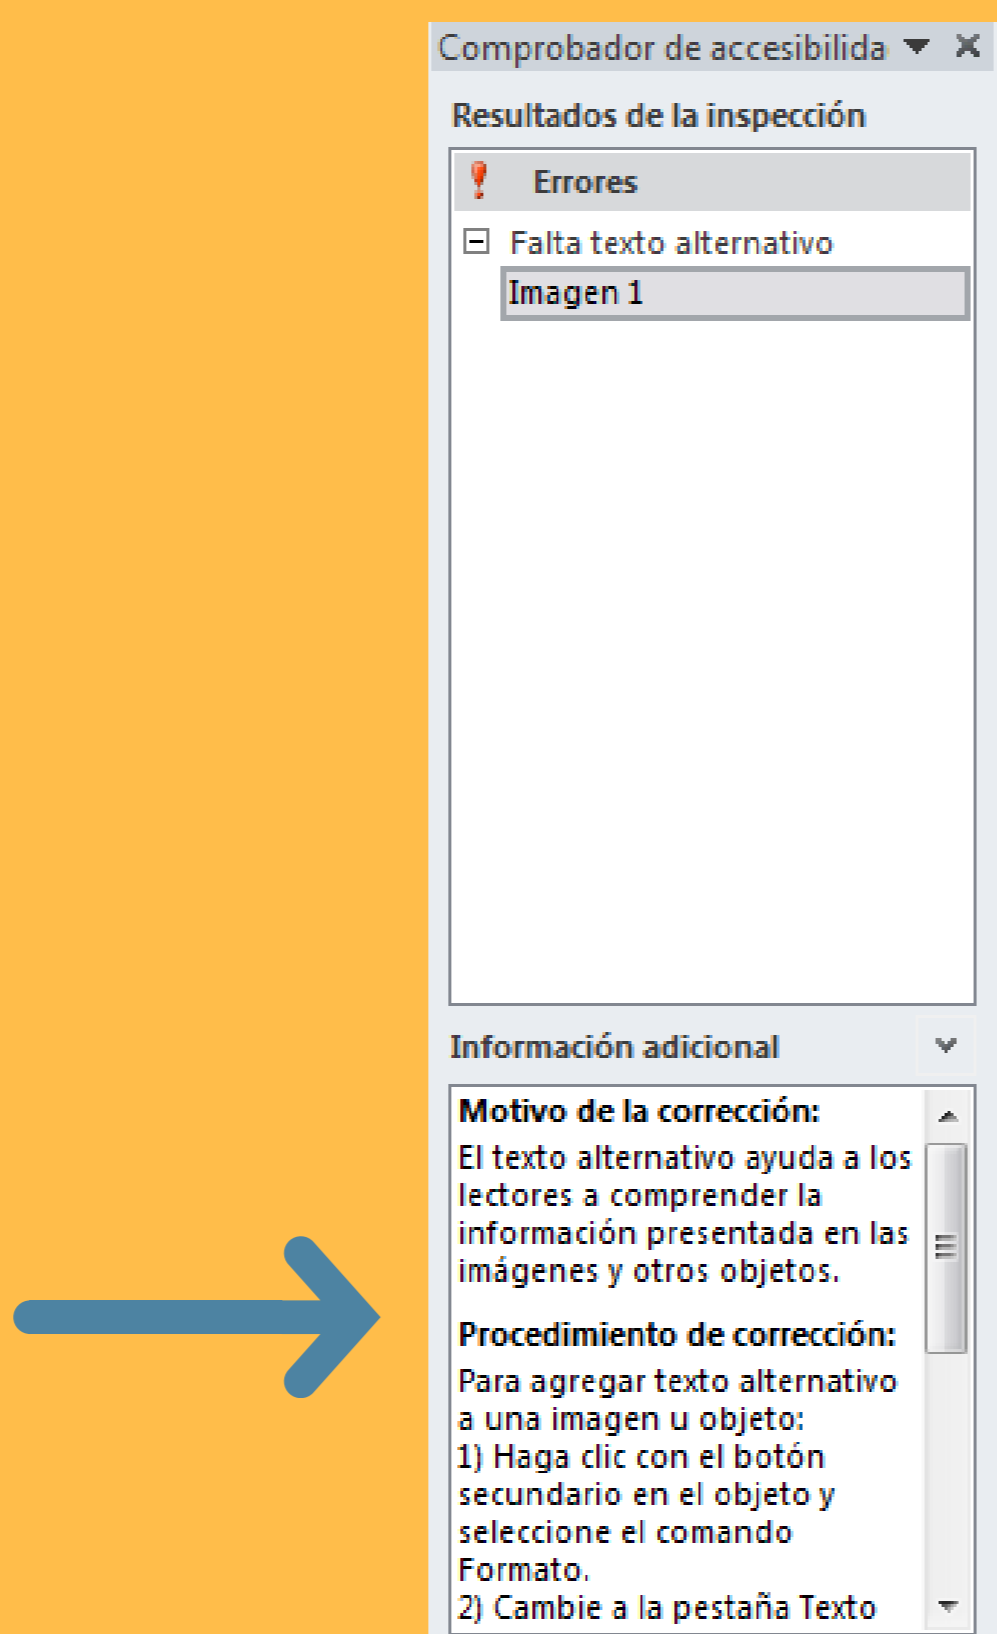 Comprobador de accesibilida
Resultados de la inspección
Errores
Falta texto alternativo
Imagen 1
Información adicional
Motivo de la corrección:
El texto alternativo ayuda a los
lectores a comprender la
información presentada en las
imágenes y otros objetos.
Procedimiento de corrección:
Para agregar texto alternativo
a una imagen u objeto:
1) Haga clic con el botón
secundario en el objeto y
seleccione el comando
Formato.
2) Cambie a la pestaña Texto